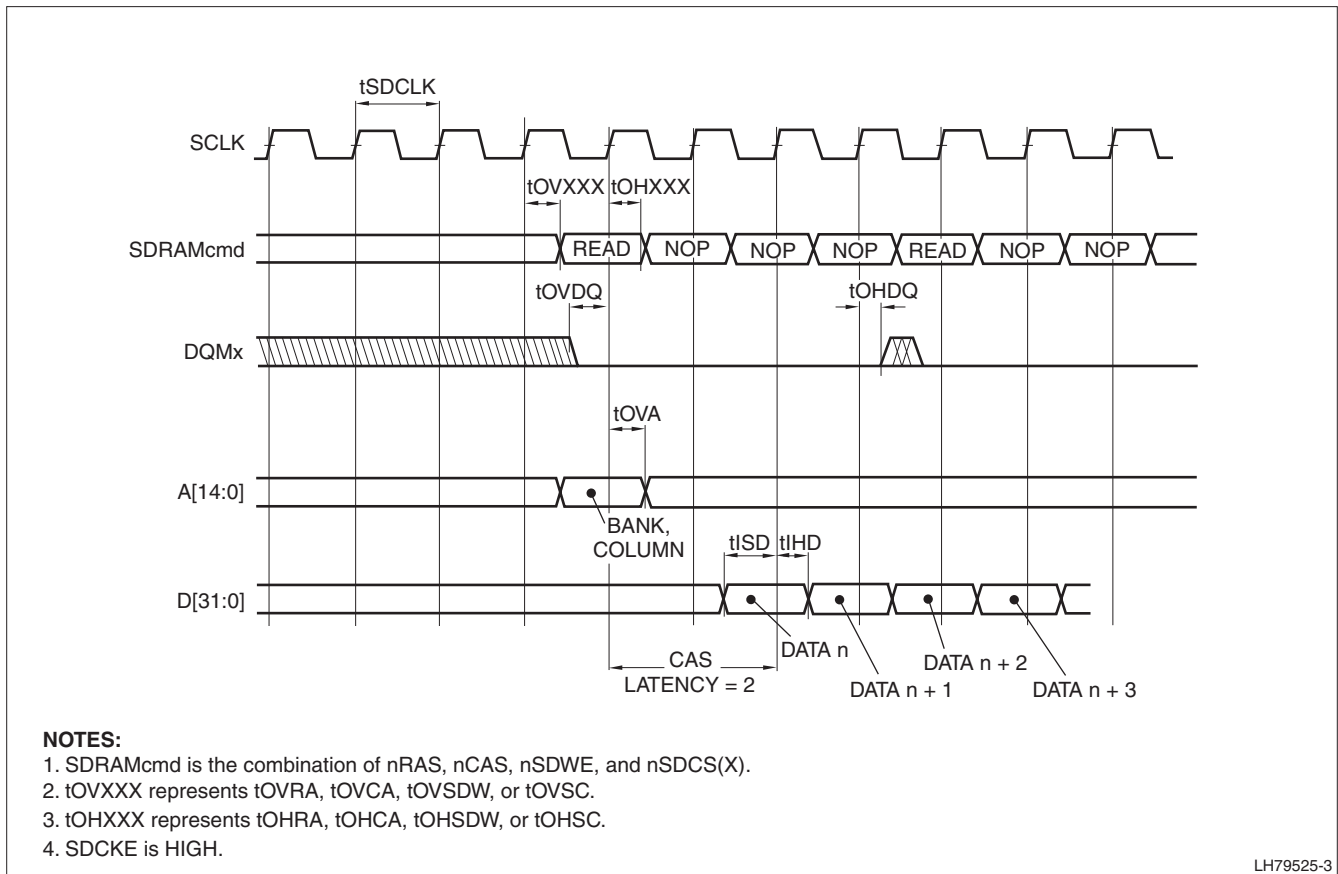 tSDCLK
SCLK
tOVXXX tOHXXX
SDRAMcmd READ NOP NOP NOP READ NOP NOP
tOVDQ tOHDQ
DQMx
tOVA
A[14:0]
BANK,
COLUMN
tISD tIHD
D[31:0]
DATA n
DATA n + 1
DATA n + 2
DATA n + 3
CAS
LATENCY = 2
NOTES:
1. SDRAMcmd is the combination of nRAS, nCAS, nSDWE, and nSDCS(X).
2. tOVXXX represents tOVRA, tOVCA, tOVSDW, or tOVSC.
3. tOHXXX represents tOHRA, tOHCA, tOHSDW, or tOHSC.
4. SDCKE is HIGH.
LH79525-3